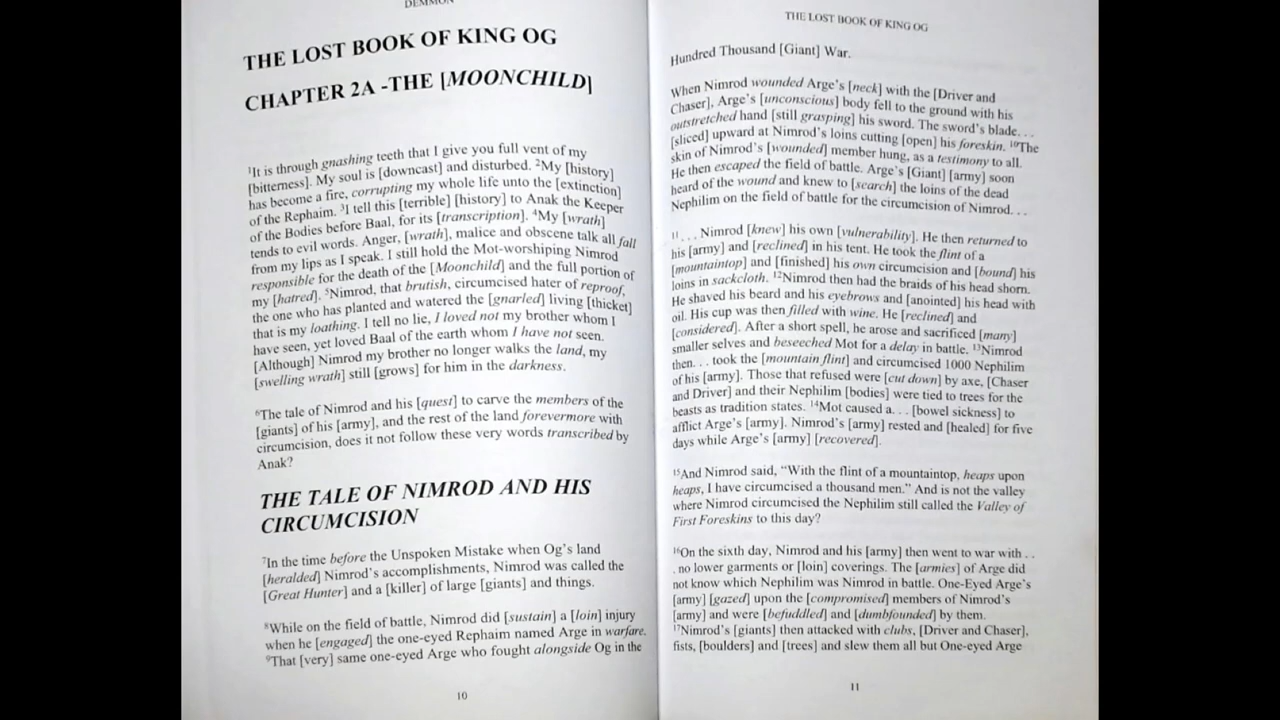 DEMMON
THE LOST BOOK OF KING OG
CHAPTER 2A -THE [MOONCHILD]
¹It is through gnashing teeth that I give you full vent of my
[bitterness]. My soul is [downcast] and disturbed. ²My [history]
has become a fire, corrupting my whole life unto the [extinction]
of the Rephaim. ³I tell this [terrible] [history] to Anak the Keeper
of the Bodies before Baal, for its [transcription]. ⁴My [wrath]
tends to evil words. Anger, [wrath], malice and obscene talk all fall
from my lips as I speak. I still hold the Mot-worshiping Nimrod
responsible for the death of the [Moonchild] and the full portion of
my [hatred]. ⁵Nimrod, that brutish, circumcised hater of reproof,
the one who has planted and watered the [gnarled] living [thicket]
that is my loathing. I tell no lie, I loved not my brother whom I
have seen, yet loved Baal of the earth whom I have not seen.
[Although] Nimrod my brother no longer walks the land, my
[swelling wrath] still [grows] for him in the darkness.
⁶The tale of Nimrod and his [quest] to carve the members of the
[giants] of his [army], and the rest of the land forevermore with
circumcision, does it not follow these very words transcribed by
Anak?
THE TALE OF NIMROD AND HIS
CIRCUMCISION
⁷In the time before the Unspoken Mistake when Og's land
[heralded] Nimrod's accomplishments, Nimrod was called the
[Great Hunter] and a [killer] of large [giants] and things.
⁸While on the field of battle, Nimrod did [sustain] a [loin] injury
when he [engaged] the one-eyed Rephaim named Arge in warfare.
⁹That [very] same one-eyed Arge who fought alongside Og in the
10
THE LOST BOOK OF KING OG
Hundred Thousand [Giant] War.
When Nimrod wounded Arge's [neck] with the [Driver and
Chaser], Arge's [unconscious] body fell to the ground with his
outstretched hand [still grasping] his sword. The sword's blade. . .
[sliced] upward at Nimrod's loins cutting [open] his foreskin. ¹⁰The
skin of Nimrod's [wounded] member hung, as a testimony to all.
He then escaped the field of battle. Arge's [Giant] [army] soon
heard of the wound and knew to [search] the loins of the dead
Nephilim on the field of battle for the circumcision of Nimrod. . .
¹¹. . . Nimrod [knew] his own [vulnerability]. He then returned to
his [army] and [reclined] in his tent. He took the flint of a
[mountaintop] and [finished] his own circumcision and [bound] his
loins in sackcloth. ¹²Nimrod then had the braids of his head shorn.
He shaved his beard and his eyebrows and [anointed] his head with
oil. His cup was then filled with wine. He [reclined] and
[considered]. After a short spell, he arose and sacrificed [many]
smaller selves and beseeched Mot for a delay in battle. ¹³Nimrod
then. . . took the [mountain flint] and circumcised 1000 Nephilim
of his [army]. Those that refused were [cut down] by axe, [Chaser
and Driver] and their Nephilim [bodies] were tied to trees for the
beasts as tradition states. ¹⁴Mot caused a. . . [bowel sickness] to
afflict Arge's [army]. Nimrod's [army] rested and [healed] for five
days while Arge's [army] [recovered].
¹⁵And Nimrod said, “With the flint of a mountaintop, heaps upon
heaps, I have circumcised a thousand men.” And is not the valley
where Nimrod circumcised the Nephilim still called the Valley of
First Foreskins to this day?
¹⁶On the sixth day, Nimrod and his [army] then went to war with . .
. no lower garments or [loin] coverings. The [armies] of Arge did
not know which Nephilim was Nimrod in battle. One-Eyed Arge's
[army] [gazed] upon the [compromised] members of Nimrod's
[army] and were [befuddled] and [dumbfounded] by them.
¹⁷Nimrod's [giants] then attacked with clubs, [Driver and Chaser],
fists, [boulders] and [trees] and slew them all but One-eyed Arge
11